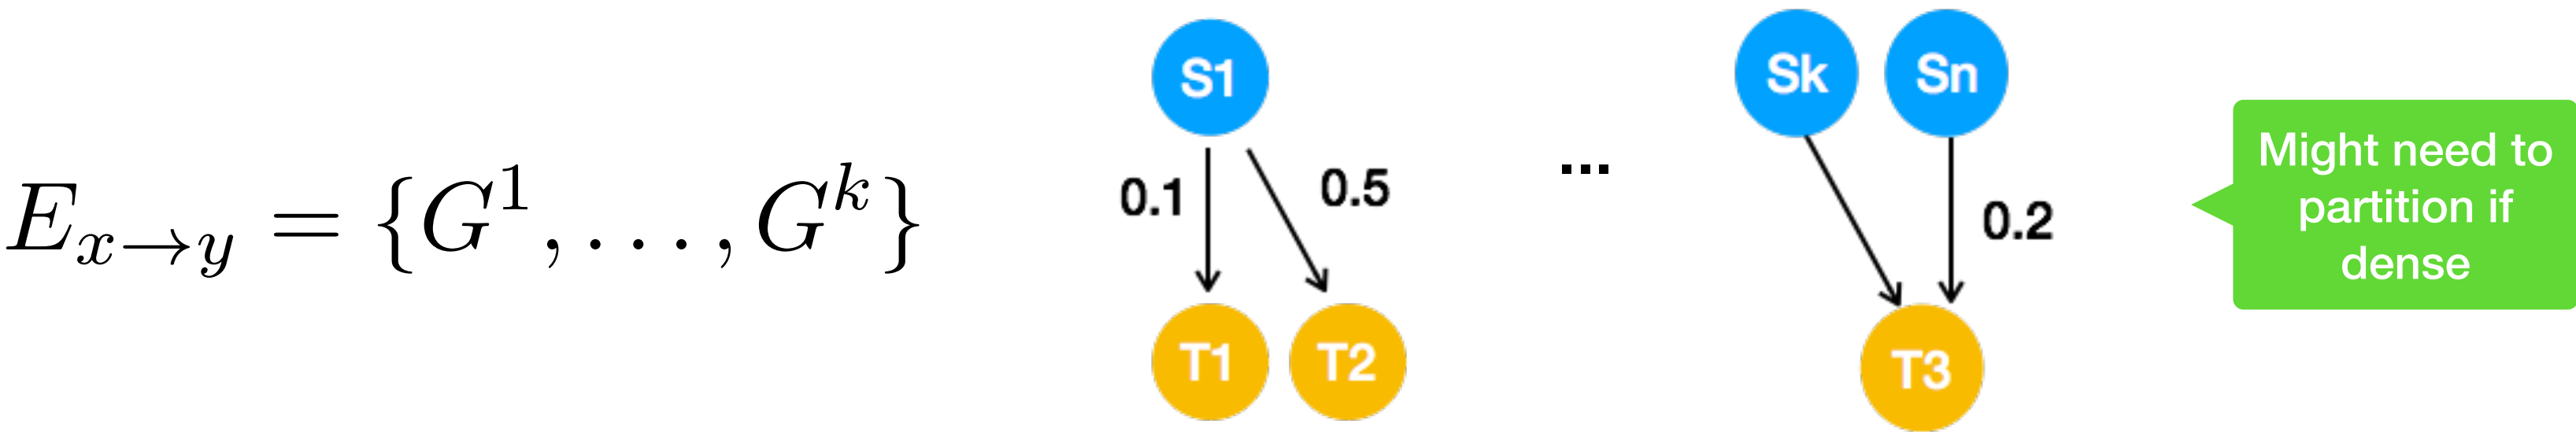 E_{x→y} = {G^1, . . . , G^k}
S1
0.1
0.5
T1 T2
...
Sk Sn
0.2
T3
Might need to
partition if
dense